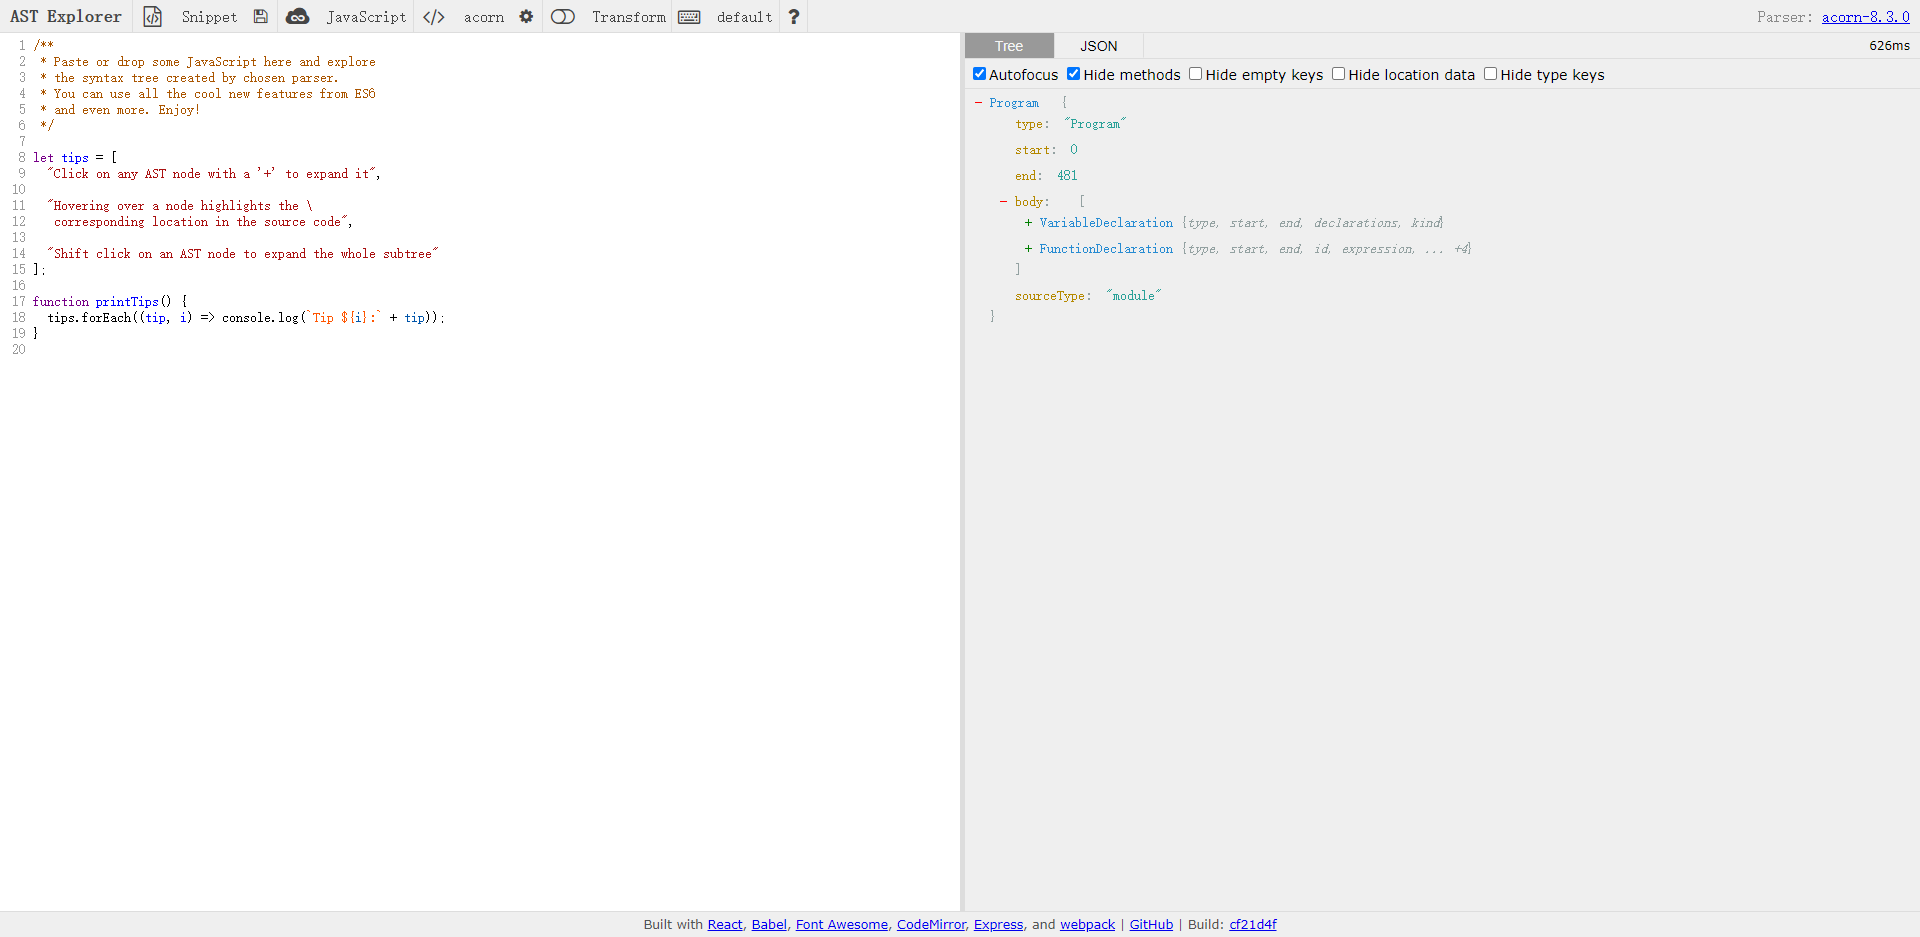 AST Explorer Snippet JavaScript </> acorn Transform default ? Parser: acorn-8.3.0
1 /**
2  * Paste or drop some JavaScript here and explore
3  * the syntax tree created by chosen parser.
4  * You can use all the cool new features from ES6
5  * and even more. Enjoy!
6  */
7
8 let tips = [
9   "Click on any AST node with a '+' to expand it",
10
11   "Hovering over a node highlights the \
12    corresponding location in the source code",
13
14   "Shift click on an AST node to expand the whole subtree"
15 ];
16
17 function printTips() {
18   tips.forEach((tip, i) => console.log(`Tip ${i}:` + tip));
19 }
20
Tree JSON 626ms
Autofocus Hide methods Hide empty keys Hide location data Hide type keys
- Program {
type: "Program"
start: 0
end: 481
- body: [
+ VariableDeclaration {type, start, end, declarations, kind}
+ FunctionDeclaration {type, start, end, id, expression, ... +4}
]
sourceType: "module"
}
Built with React, Babel, Font Awesome, CodeMirror, Express, and webpack | GitHub | Build: cf21d4f